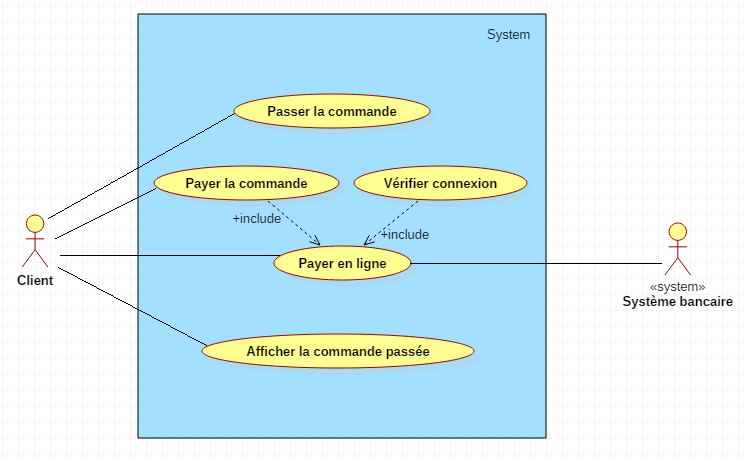 System
Passer la commande
Payer la commande
Vérifier connexion
+include
+include
Payer en ligne
Client
«system»
Système bancaire
Afficher la commande passée